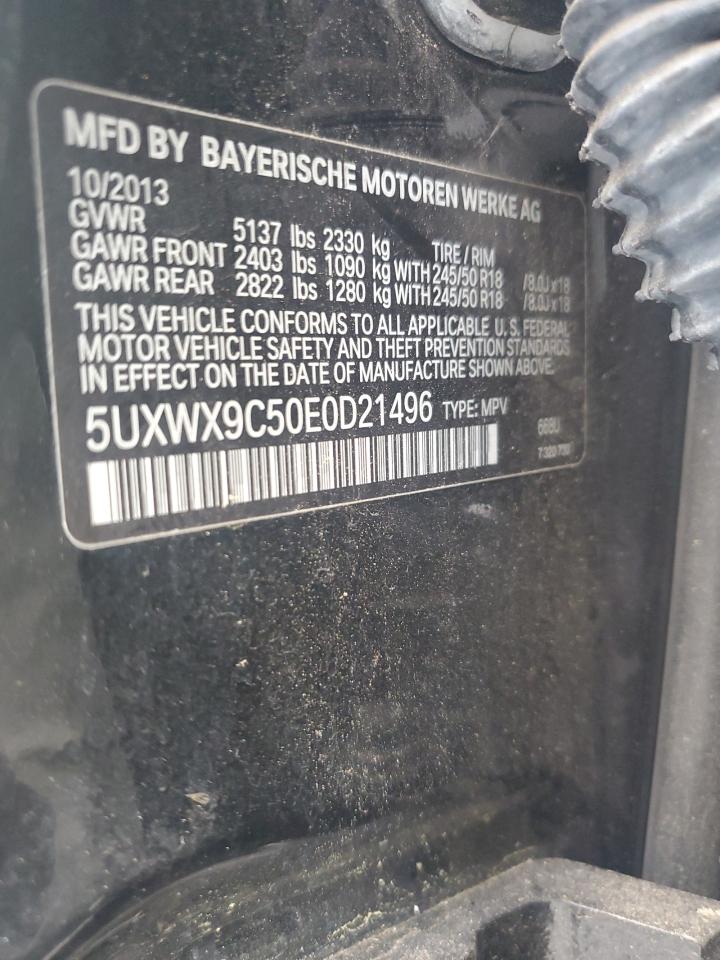 MFD BY BAYERISCHE MOTOREN WERKE AG
10/2013
GVWR 5137 lbs 2330 kg TIRE / RIM
GAWR FRONT 2403 lbs 1090 kg WITH 245/50 R18 /8.0J x 18
GAWR REAR 2822 lbs 1280 kg WITH 245/50 R18 /8.0J x 18
THIS VEHICLE CONFORMS TO ALL APPLICABLE U. S. FEDERAL
MOTOR VEHICLE SAFETY AND THEFT PREVENTION STANDARDS
IN EFFECT ON THE DATE OF MANUFACTURE SHOWN ABOVE.
5UXWX9C50E0D21496 TYPE: MPV
668U